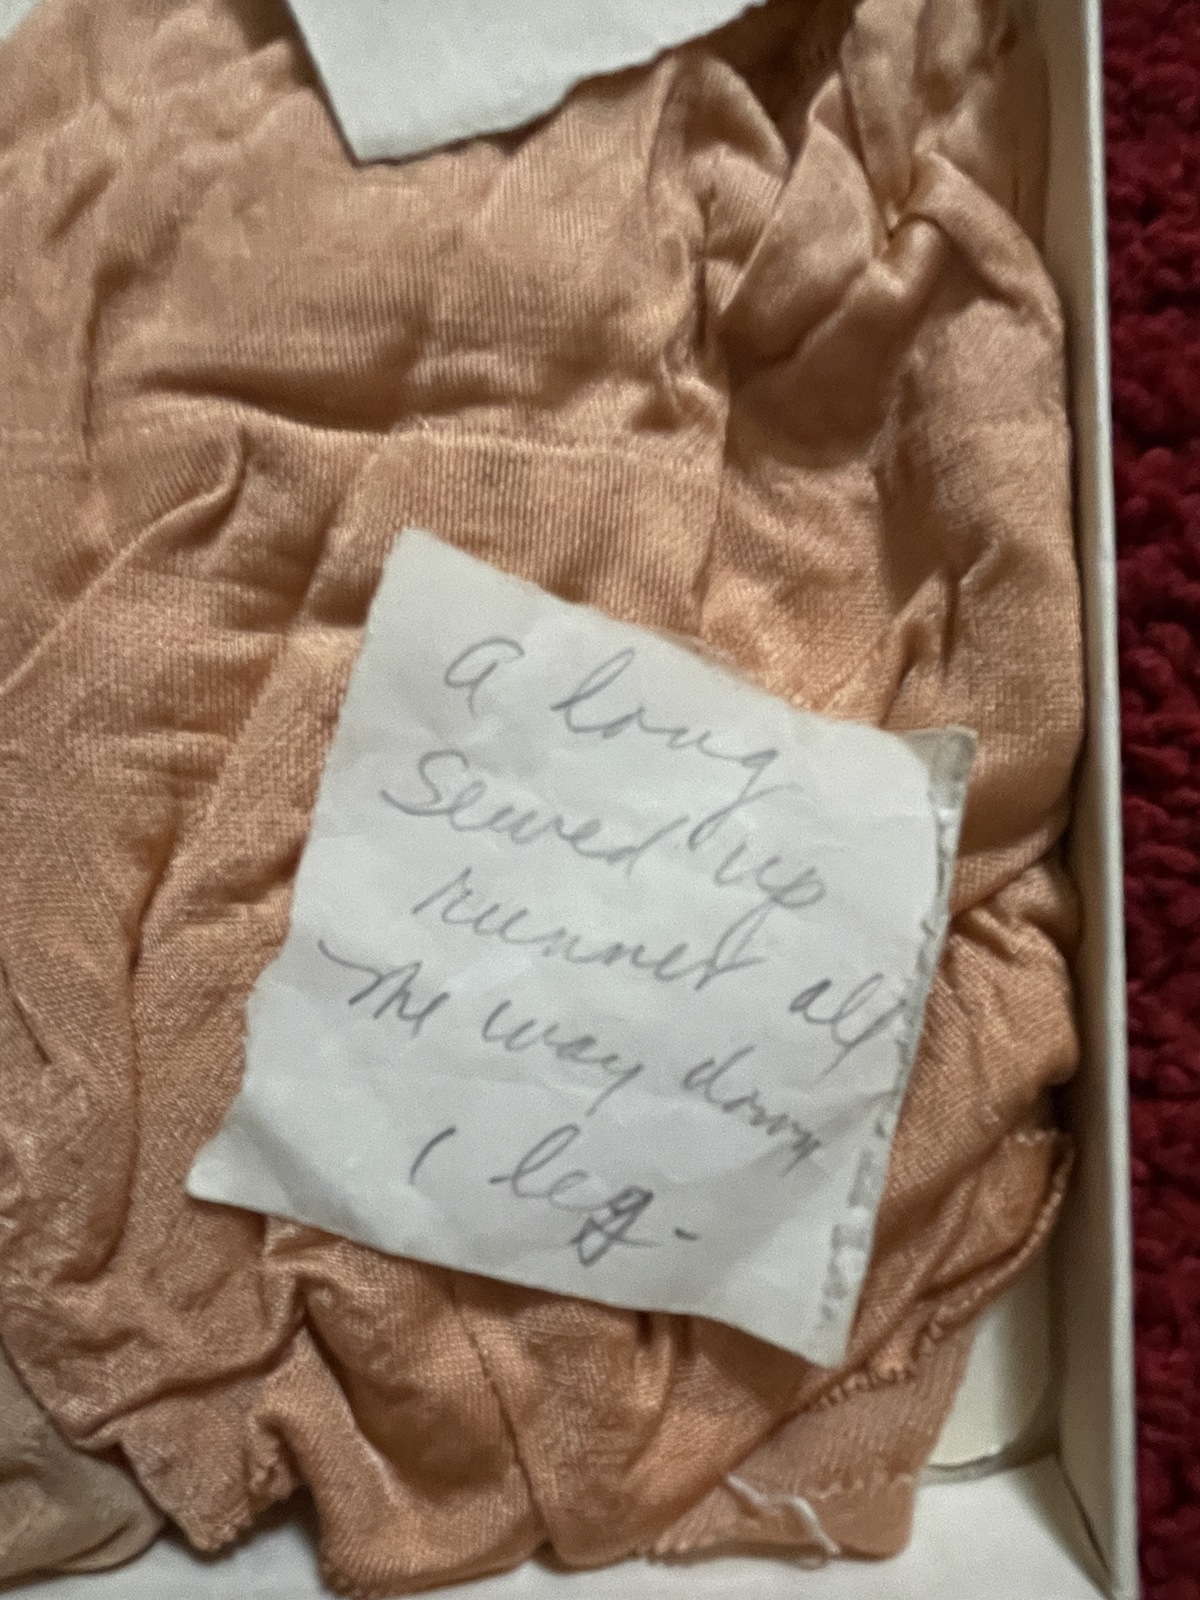 A long
Sewed up
runner all
the way down
1 leg.